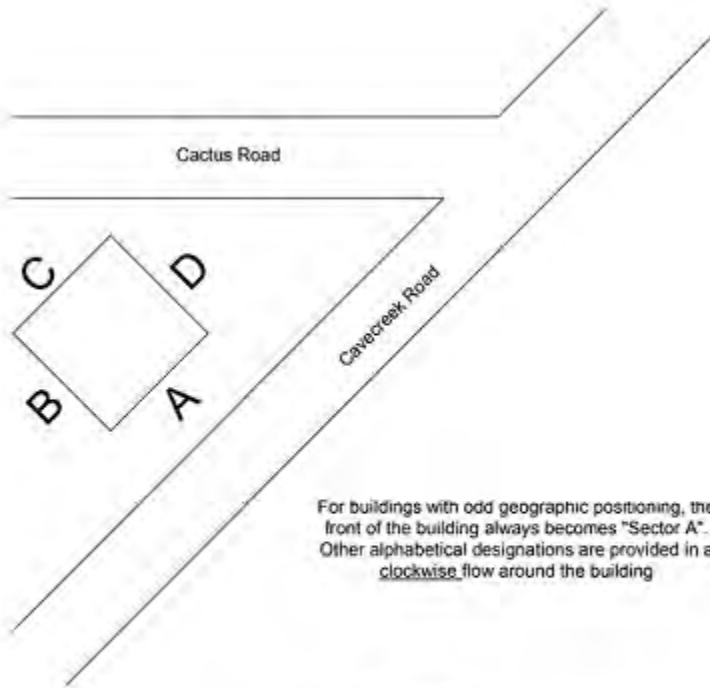 Cactus Road
C
D
Cavecreek Road
B
A
For buildings with odd geographic positioning, the
front of the building always becomes "Sector A".
Other alphabetical designations are provided in a
clockwise flow around the building